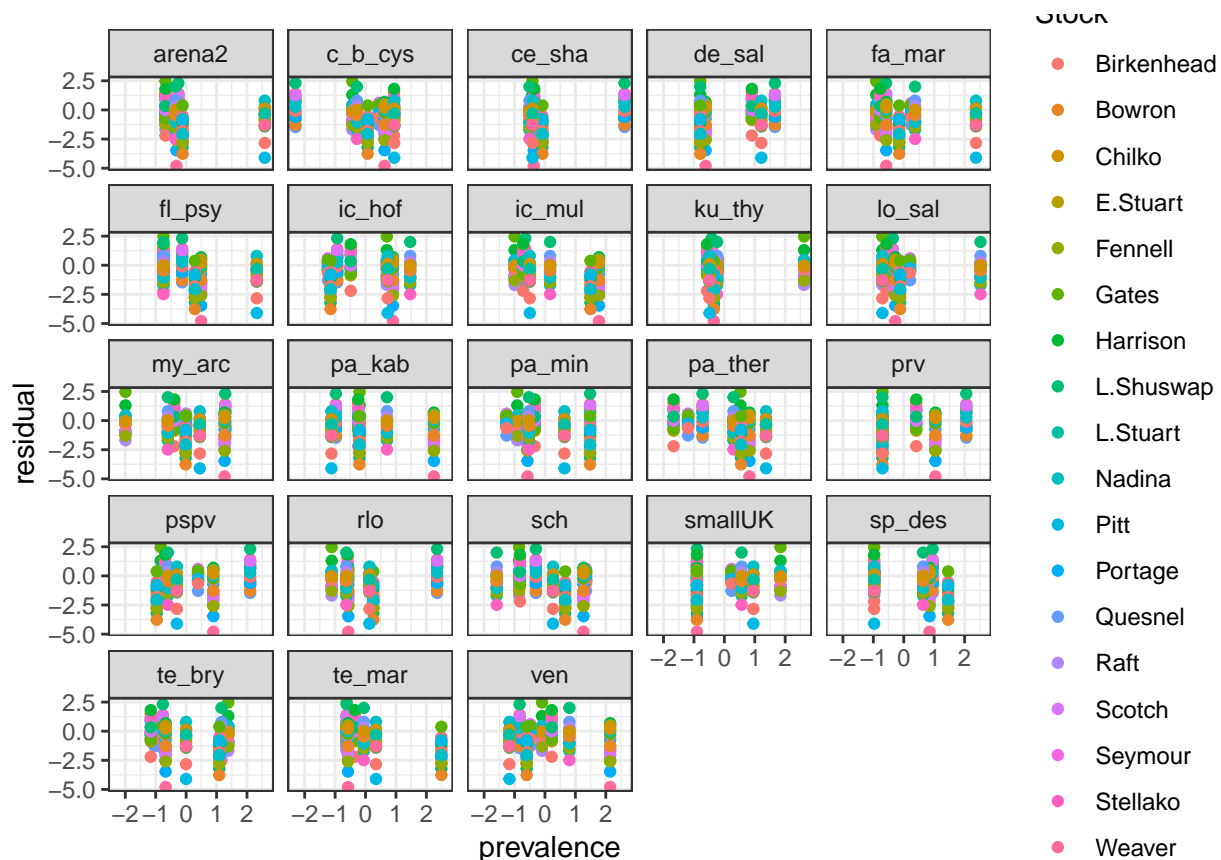 Stock
arena2 c_b_cys ce_sha de_sal fa_mar
2.5
0.0
−2.5
−5.0
fl_psy ic_hof ic_mul ku_thy lo_sal
2.5
0.0
−2.5
−5.0
my_arc pa_kab pa_min pa_ther prv
2.5
0.0
−2.5
−5.0
pspv rlo sch smallUK sp_des
2.5
0.0
−2.5
−5.0
−2 −1 0 1 2 −2 −1 0 1 2
te_bry te_mar ven
2.5
0.0
−2.5
−5.0
−2 −1 0 1 2 −2 −1 0 1 2 −2 −1 0 1 2
residual
prevalence
Birkenhead
Bowron
Chilko
E.Stuart
Fennell
Gates
Harrison
L.Shuswap
L.Stuart
Nadina
Pitt
Portage
Quesnel
Raft
Scotch
Seymour
Stellako
Weaver